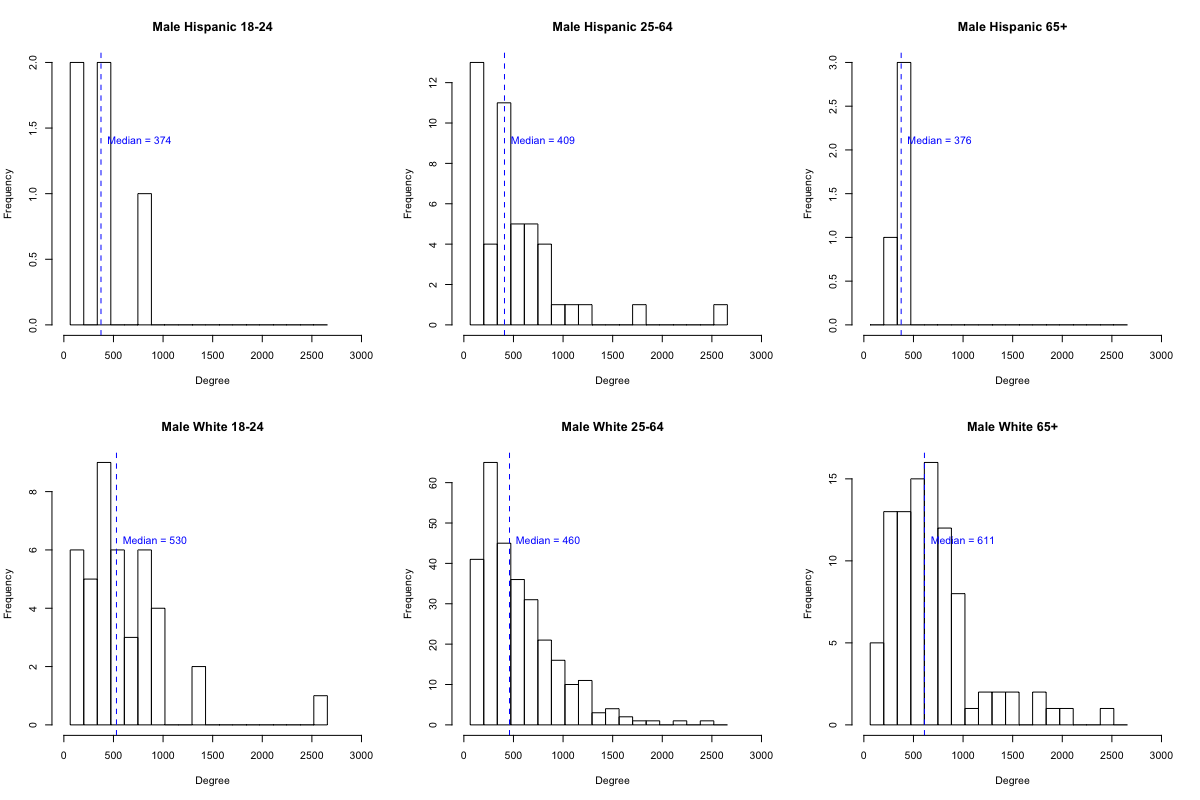 Male Hispanic 18-24
Frequency
0.0 0.5 1.0 1.5 2.0
Median = 374
0 500 1000 1500 2000 2500 3000
Degree
Male Hispanic 25-64
Frequency
0 2 4 6 8 10 12
Median = 409
0 500 1000 1500 2000 2500 3000
Degree
Male Hispanic 65+
Frequency
0.0 0.5 1.0 1.5 2.0 2.5 3.0
Median = 376
0 500 1000 1500 2000 2500 3000
Degree
Male White 18-24
Frequency
0 2 4 6 8
Median = 530
0 500 1000 1500 2000 2500 3000
Degree
Male White 25-64
Frequency
0 10 20 30 40 50 60
Median = 460
0 500 1000 1500 2000 2500 3000
Degree
Male White 65+
Frequency
0 5 10 15
Median = 611
0 500 1000 1500 2000 2500 3000
Degree